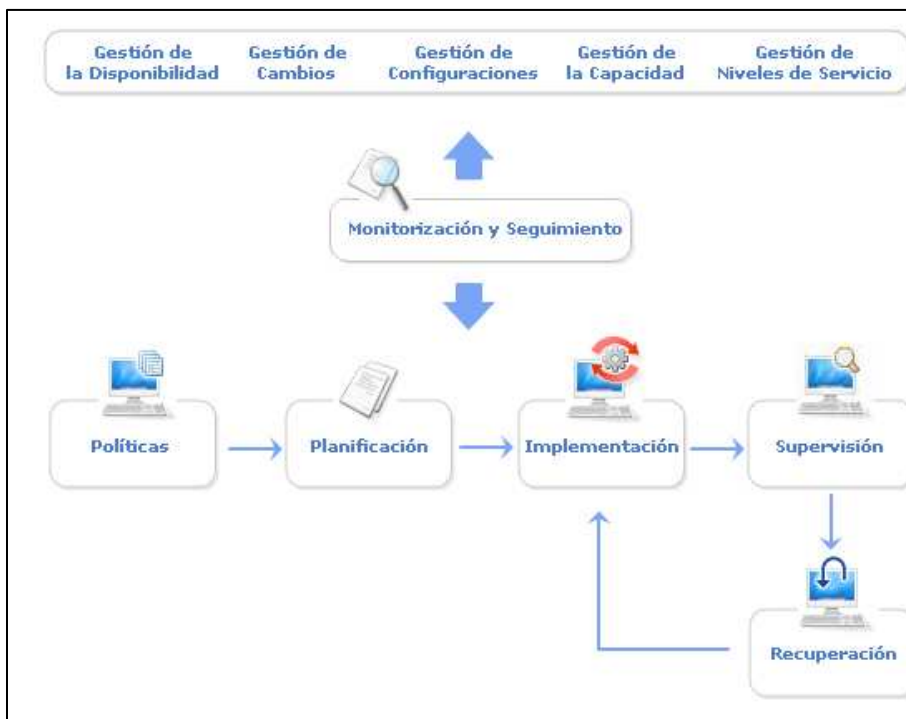 Gestión de
la Disponibilidad
Gestión de
Cambios
Gestión de
Configuraciones
Gestión de
la Capacidad
Gestión de
Niveles de Servicio
Monitorización y Seguimiento
Políticas
Planificación
Implementación
Supervisión
Recuperación